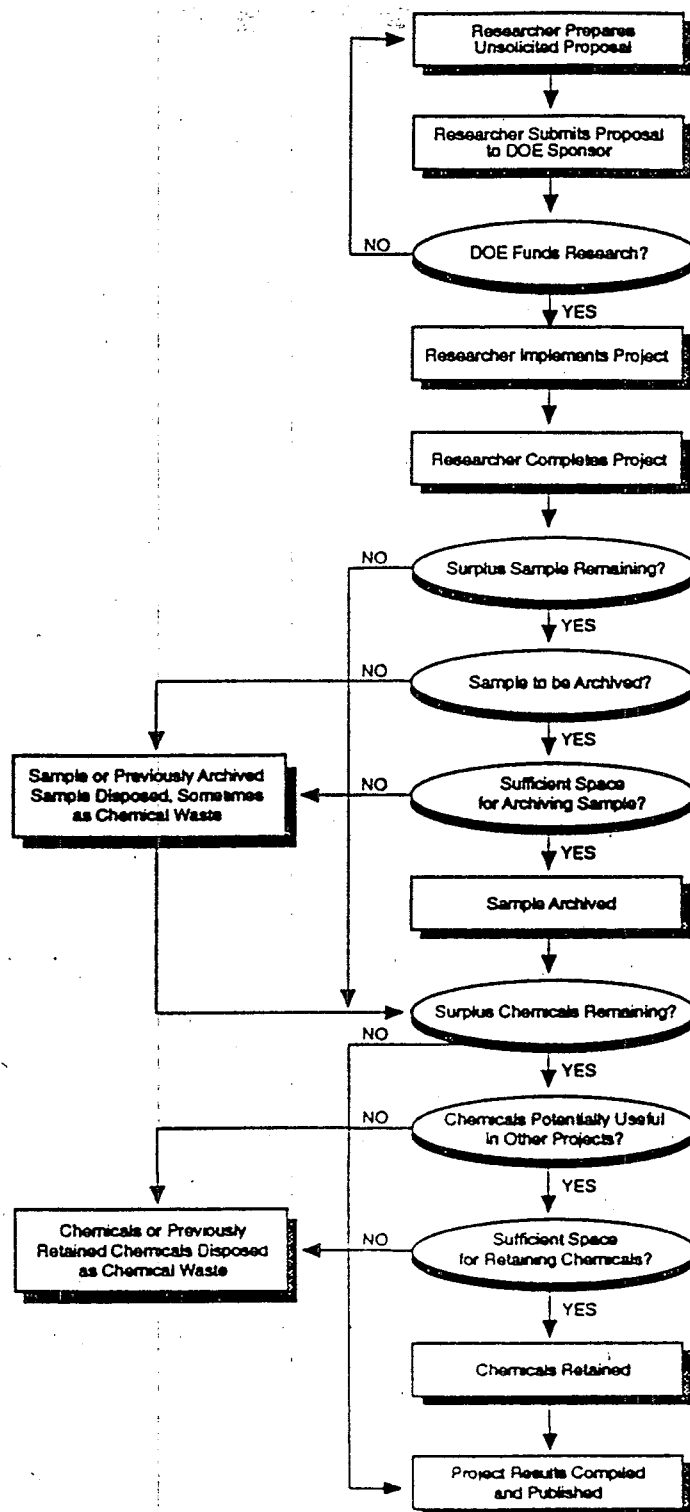 Researcher Prepares
Unsolicited Proposal
Researcher Submits Proposal
to DOE Sponsor
NO
DOE Funds Research?
YES
Researcher Implements Project
Researcher Completes Project
NO
Surplus Sample Remaining?
YES
NO
Sample to be Archived?
YES
Sample or Previously Archived
Sample Disposed, Sometimes
as Chemical Waste
NO
Sufficient Space
for Archiving Sample?
YES
Sample Archived
Surplus Chemicals Remaining?
NO
YES
NO
Chemicals Potentially Useful
in Other Projects?
YES
Chemicals or Previously
Retained Chemicals Disposed
as Chemical Waste
NO
Sufficient Space
for Retaining Chemicals?
YES
Chemicals Retained
Project Results Compiled
and Published